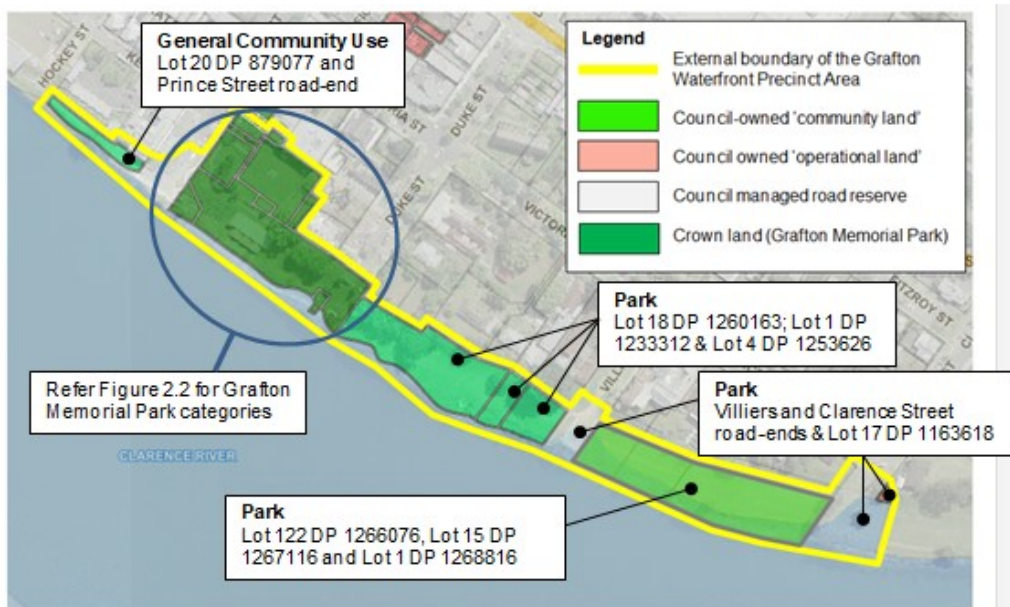 HOCKEY ST
General Community Use
Lot 20 DP 879077 and
Prince Street road-end
DUKE ST
DUKE ST
Legend
External boundary of the Grafton
Waterfront Precinct Area
Council-owned 'community land'
Council owned 'operational land'
Council managed road reserve
Crown land (Grafton Memorial Park)
Park
Lot 18 DP 1260163; Lot 1 DP
1233312 & Lot 4 DP 1253626
Refer Figure 2.2 for Grafton
Memorial Park categories
Park
Villiers and Clarence Street
road-ends & Lot 17 DP 1163618
CLARENCE RIVER
Park
Lot 122 DP 1266076, Lot 15 DP
1267116 and Lot 1 DP 1268816